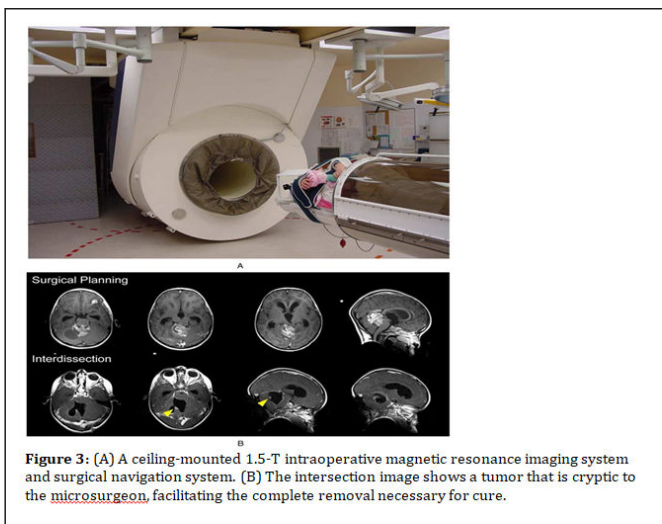 A
Surgical Planning
Interdissection
B
Figure 3: (A) A ceiling-mounted 1.5-T intraoperative magnetic resonance imaging system
and surgical navigation system. (B) The intersection image shows a tumor that is cryptic to
the microsurgeon, facilitating the complete removal necessary for cure.